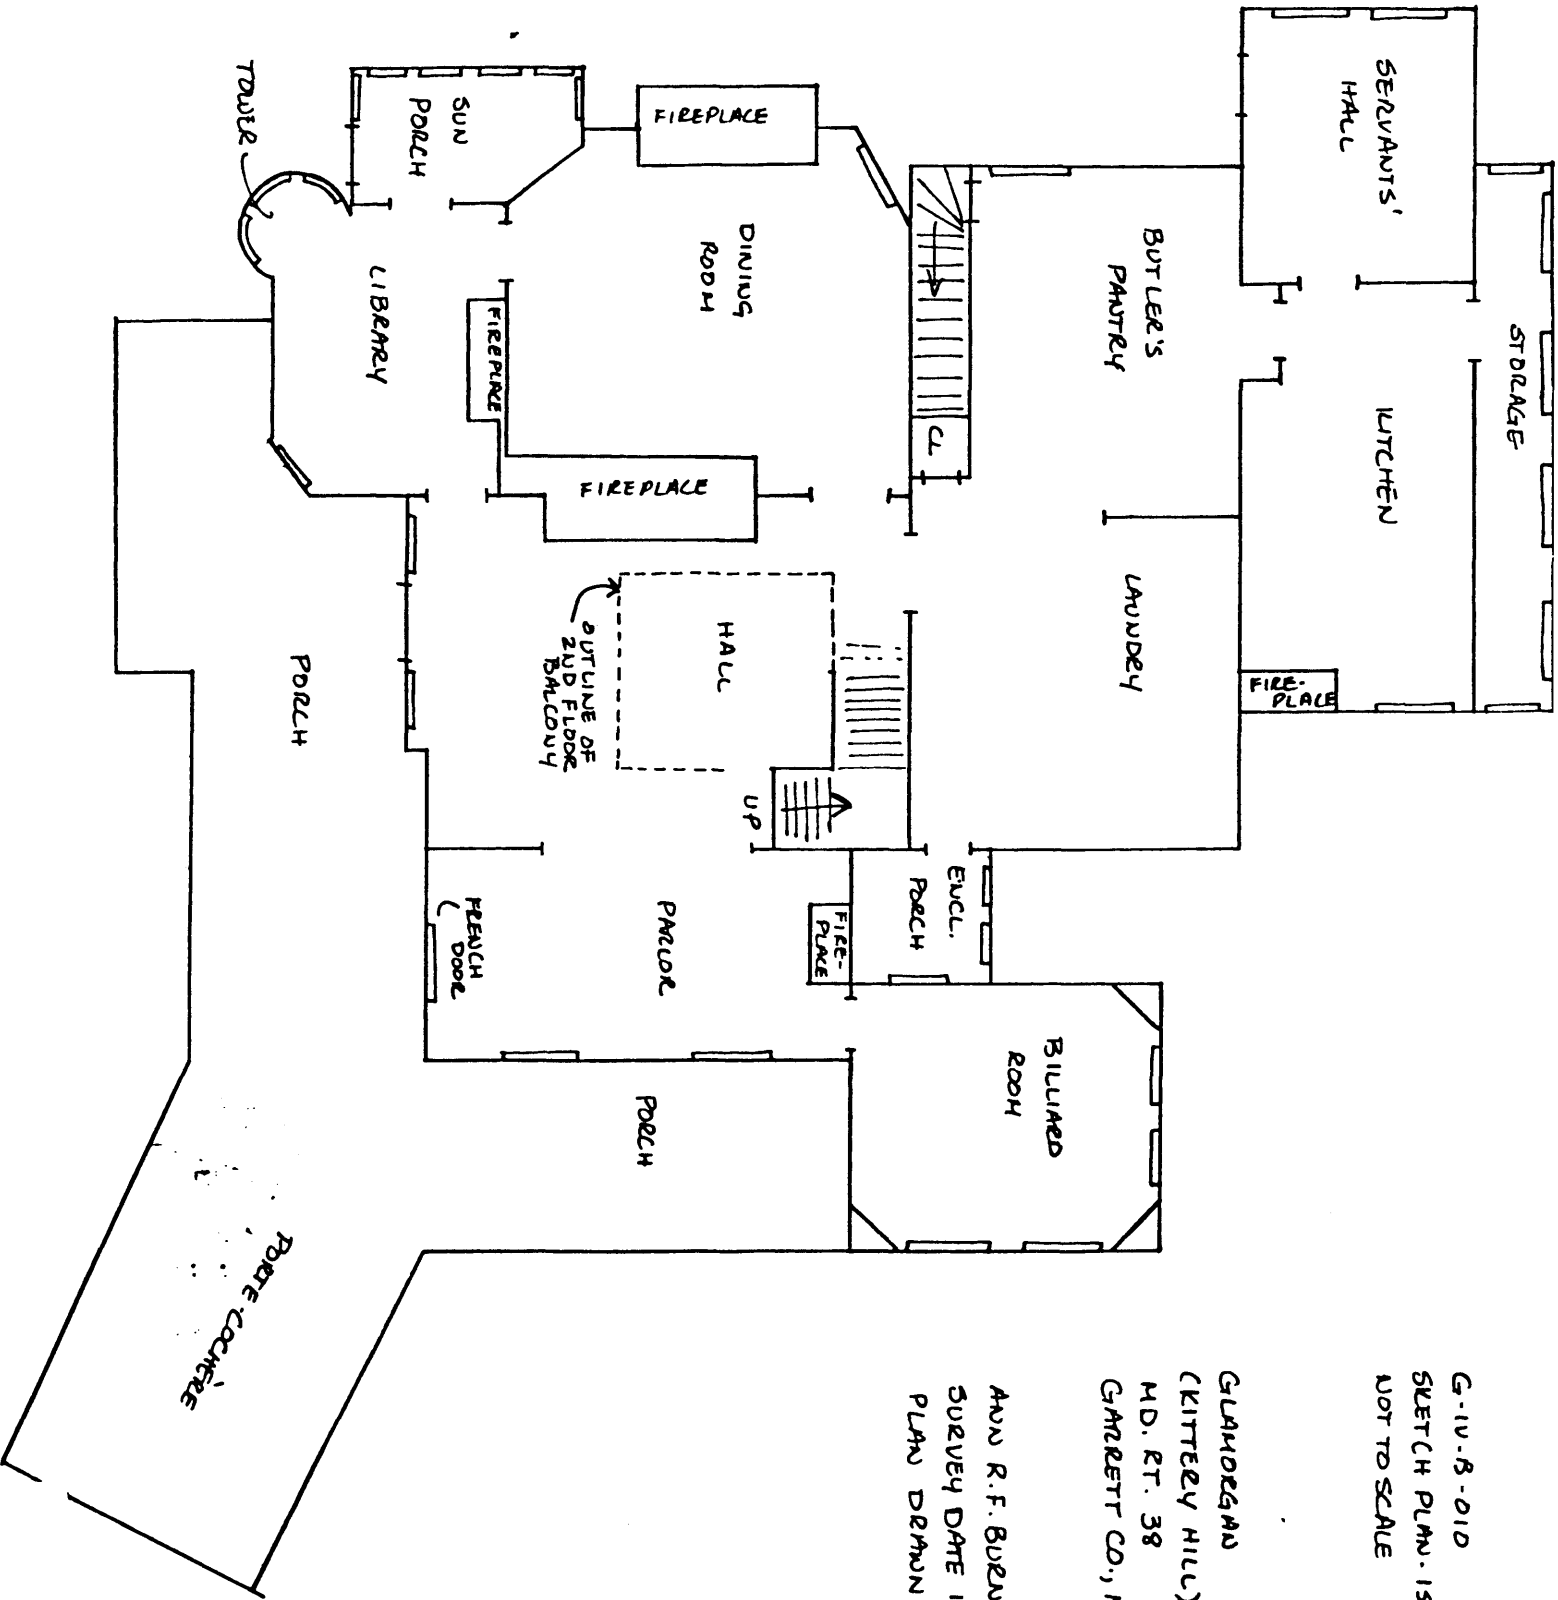 STORAGE
SERVANTS'
HALL
KITCHEN
FIRE-
PLACE
BUTLER'S
PANTRY
LAUNDRY
CL
ENCL.
PORCH
BILLIARD
ROOM
FIREPLACE
DINING
ROOM
FIREPLACE
HALL
UP
FIRE-
PLACE
PARLOR
PORCH
OUTLINE OF
2ND FLOOR
BALCONY
SUN
PORCH
FIREPLACE
LIBRARY
FRENCH
DOOR
TOWER
PORCH
PORTE-COCHÈRE
G-IV-B-010
SKETCH PLAN. 1S
NOT TO SCALE
GLAMORGAN
(KITTERY HILL)
MD. RT. 38
GARRETT CO.,
ANN R.F. BURN
SURVEY DATE 1
PLAN DRAWN